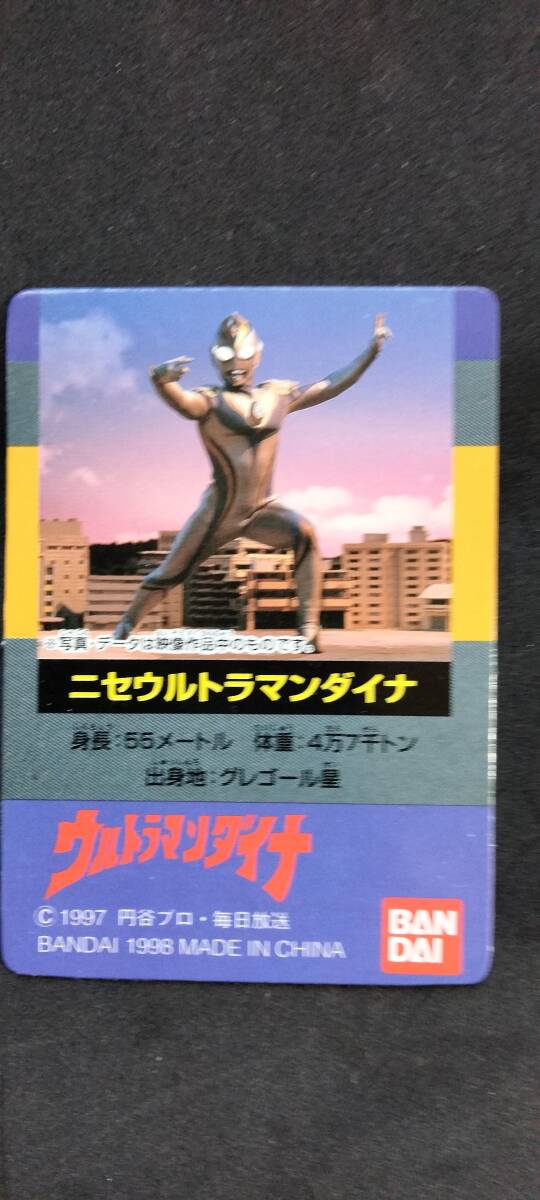 ※写真・データは映像作品中のものです。
ニセウルトラマンダイナ
身長：55メートル 体重：4万7千トン
出身地：グレゴール星
ウルトラマンダイナ
© 1997 円谷プロ・毎日放送
BANDAI 1998 MADE IN CHINA
BAN
DAI